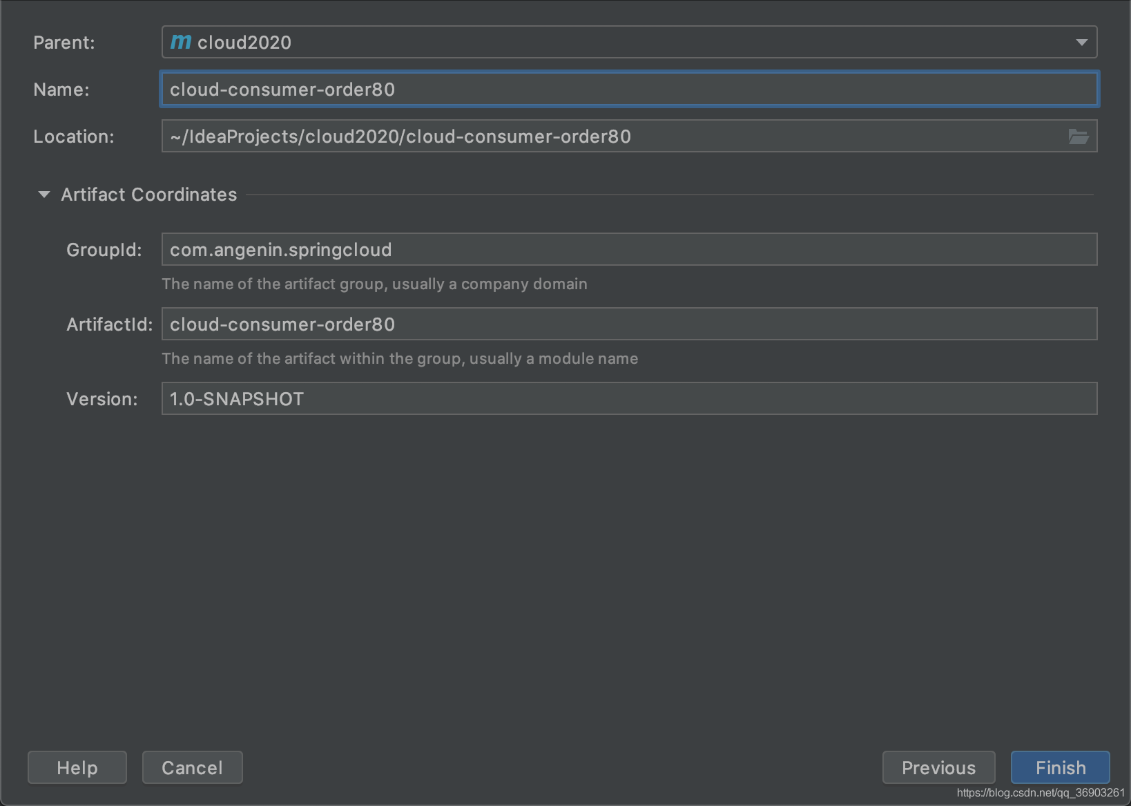 Parent: m cloud2020
Name: cloud-consumer-order80
Location: ~/IdeaProjects/cloud2020/cloud-consumer-order80
Artifact Coordinates
GroupId: com.angenin.springcloud
The name of the artifact group, usually a company domain
ArtifactId: cloud-consumer-order80
The name of the artifact within the group, usually a module name
Version: 1.0-SNAPSHOT
Help Cancel Previous Finish
https://blog.csdn.net/qq_36903261